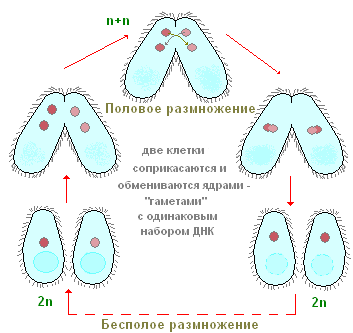 n+n
Половое размножение
две клетки
соприкасаются и
обмениваются ядрами -
"гаметами"
с одинаковым
набором ДНК
2n
2n
Бесполое размножение